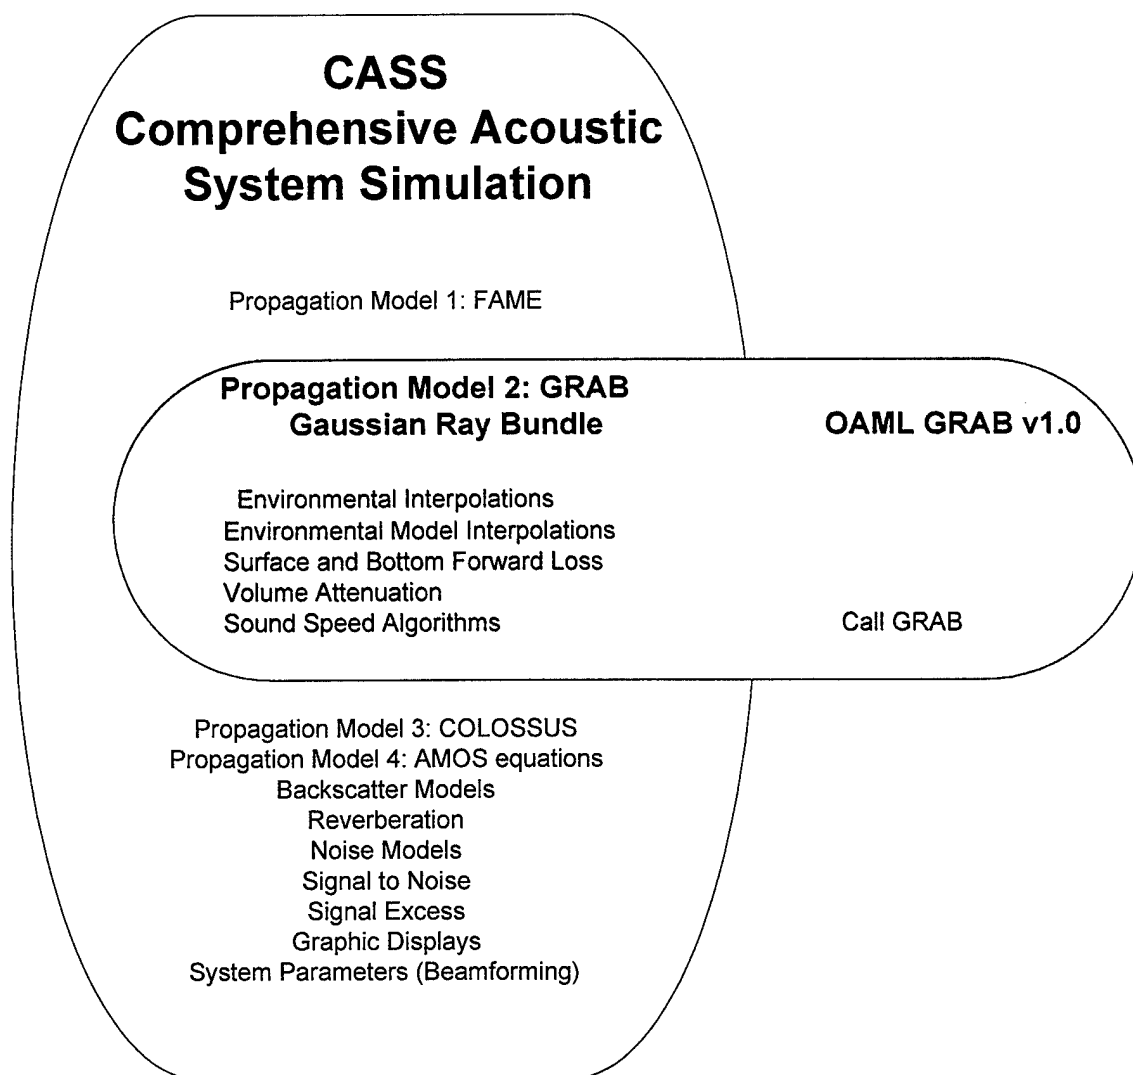 CASS
Comprehensive Acoustic
System Simulation
Propagation Model 1: FAME
Propagation Model 2: GRAB
Gaussian Ray Bundle
OAML GRAB v1.0
Environmental Interpolations
Environmental Model Interpolations
Surface and Bottom Forward Loss
Volume Attenuation
Sound Speed Algorithms
Call GRAB
Propagation Model 3: COLOSSUS
Propagation Model 4: AMOS equations
Backscatter Models
Reverberation
Noise Models
Signal to Noise
Signal Excess
Graphic Displays
System Parameters (Beamforming)